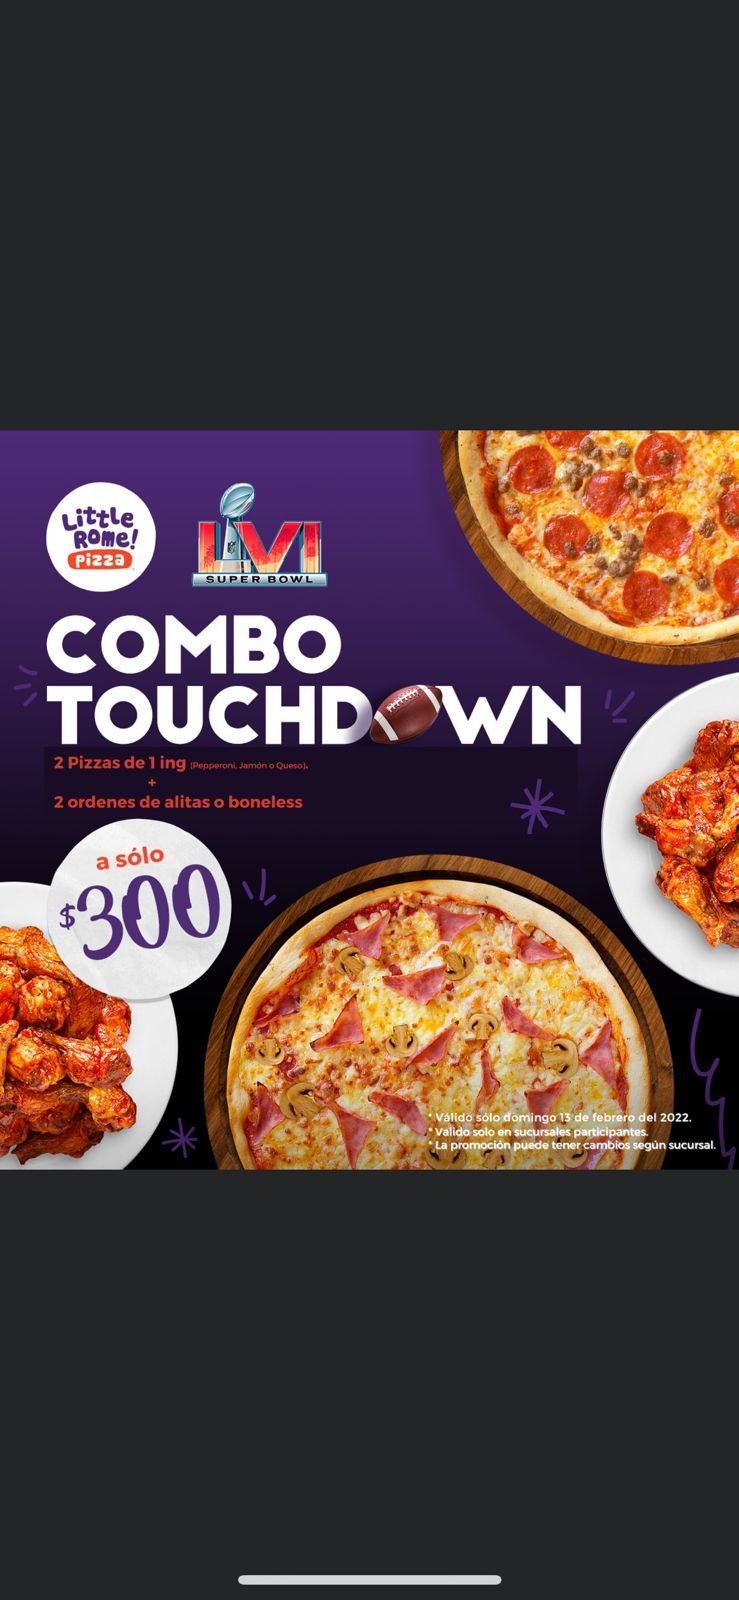 Little
Rome!
Pizza
LVI
SUPER BOWL
COMBO
TOUCHDOWN
2 Pizzas de 1 ing (Pepperoni, Jamón o Queso).
+
2 ordenes de alitas o boneless
a sólo
$300
* Válido sólo domingo 13 de febrero del 2022.
* Valido solo en sucursales participantes.
* La promoción puede tener cambios según sucursal.